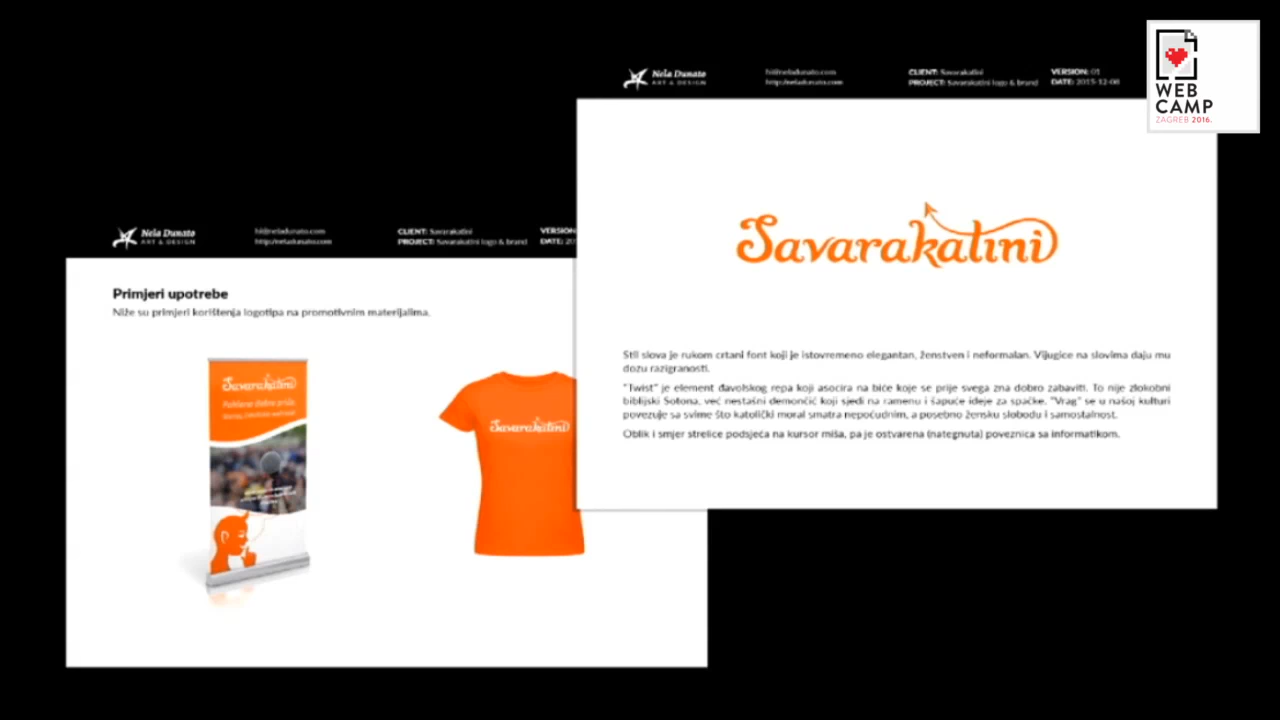 WEB
CAMP
ZAGREB 2016.
Nela Dunato
ART & DESIGN
hi@neladunato.com
http://neladunato.com
CLIENT: Savarakatini
PROJECT: Savarakatini logo & brand
VERSION: 01
DATE: 2015-12-08
Savarakatini
Stil slova je rukom crtani font koji je istovremeno elegantan, ženstven i neformalan. Vijugice na slovima daju mu
dozu razigranosti.
"Twist" je element đavolskog repa koji asocira na biće koje se prije svega zna dobro zabaviti. To nije zlokobni
biblijski Sotona, već nestašni demončić koji sjedi na ramenu i šapuće ideje za spačke. "Vrag" se u našoj kulturi
povezuje sa svime što katolički moral smatra nepoćudnim, a posebno žensku slobodu i samostalnost.
Oblik i smjer strelice podsjeća na kursor miša, pa je ostvarena (nategnuta) poveznica sa informatikom.
Nela Dunato
ART & DESIGN
hi@neladunato.com
http://neladunato.com
CLIENT: Savarakatini
PROJECT: Savarakatini logo & brand
VERSION
DATE: 20
Primjeri upotrebe
Niže su primjeri korištenja logotipa na promotivnim materijalima.
Savarakatini
Savarakatini